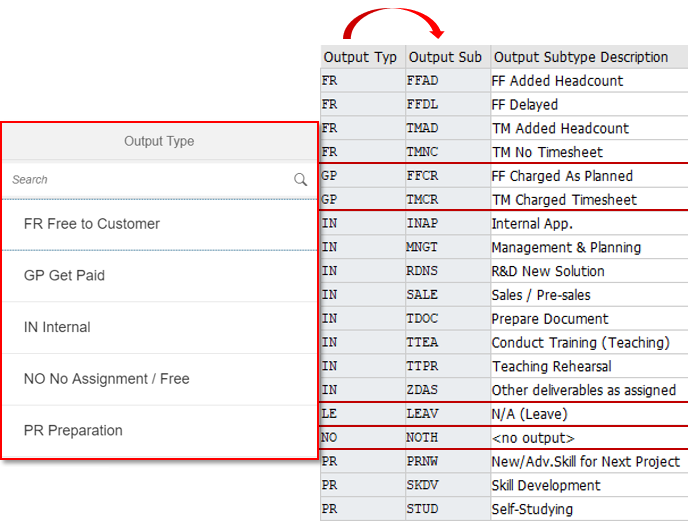 Output Type
Search
FR Free to Customer
GP Get Paid
IN Internal
NO No Assignment / Free
PR Preparation
Output Typ Output Sub Output Subtype Description
FR FFAD FF Added Headcount
FR FFDL FF Delayed
FR TMAD TM Added Headcount
FR TMNC TM No Timesheet
GP FFCR FF Charged As Planned
GP TMCR TM Charged Timesheet
IN INAP Internal App.
IN MNGT Management & Planning
IN RDNS R&D New Solution
IN SALE Sales / Pre-sales
IN TDOC Prepare Document
IN TTEA Conduct Training (Teaching)
IN TTPR Teaching Rehearsal
IN ZDAS Other deliverables as assigned
LE LEAV N/A (Leave)
NO NOTH <no output>
PR PRNW New/Adv.Skill for Next Project
PR SKDV Skill Development
PR STUD Self-Studying